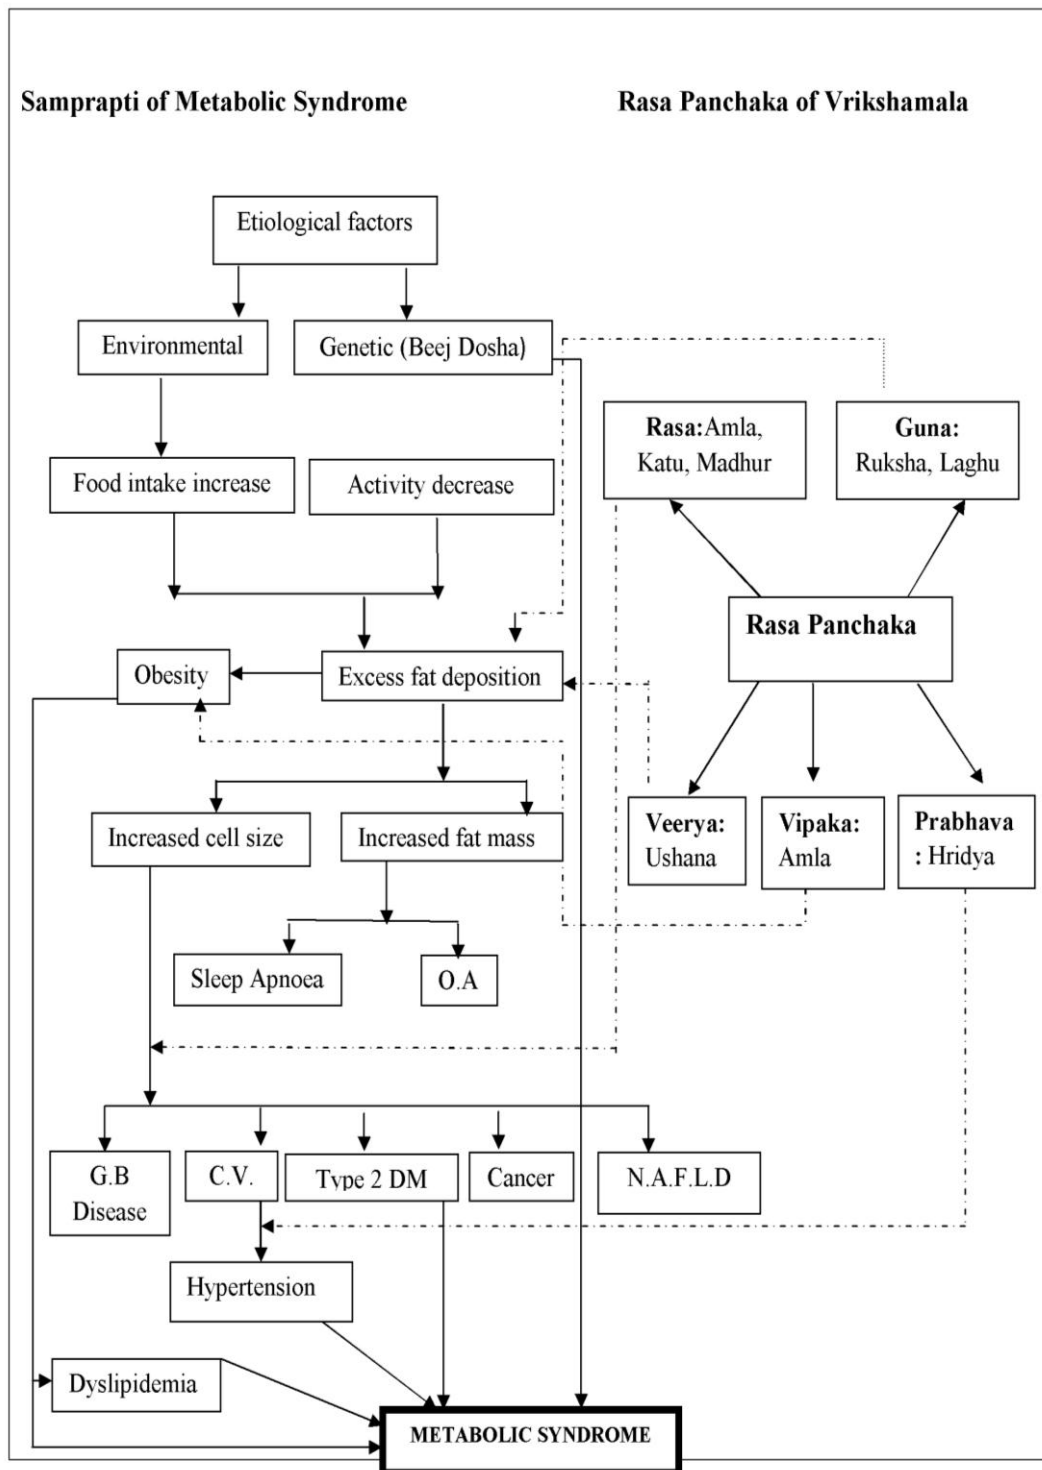 Samprapti of Metabolic Syndrome
Rasa Panchaka of Vrikshamala
Etiological factors
Environmental
Genetic (Beej Dosha)
Rasa:Amla,
Katu, Madhur
Guna:
Ruksha, Laghu
Food intake increase
Activity decrease
Rasa Panchaka
Obesity
Excess fat deposition
Increased cell size
Increased fat mass
Veerya:
Ushana
Vipaka:
Amla
Prabhava
: Hridya
Sleep Apnoea
O.A
G.B
Disease
C.V.
Type 2 DM
Cancer
N.A.F.L.D
Hypertension
Dyslipidemia
METABOLIC SYNDROME